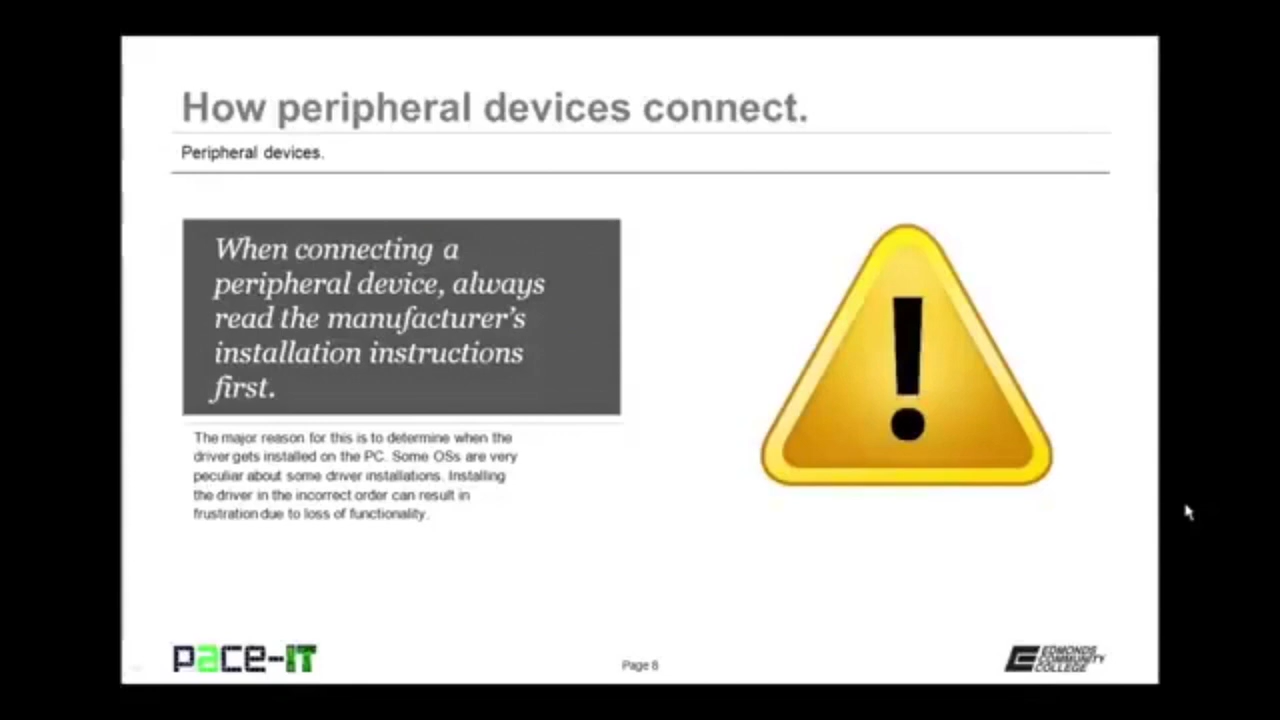 How peripheral devices connect.
Peripheral devices.
When connecting a
peripheral device, always
read the manufacturer's
installation instructions
first.
The major reason for this is to determine when the
driver gets installed on the PC. Some OSs are very
peculiar about some driver installations. Installing
the driver in the incorrect order can result in
frustration due to loss of functionality.
pace-IT
Page 8
EDMONDS
COMMUNITY
COLLEGE